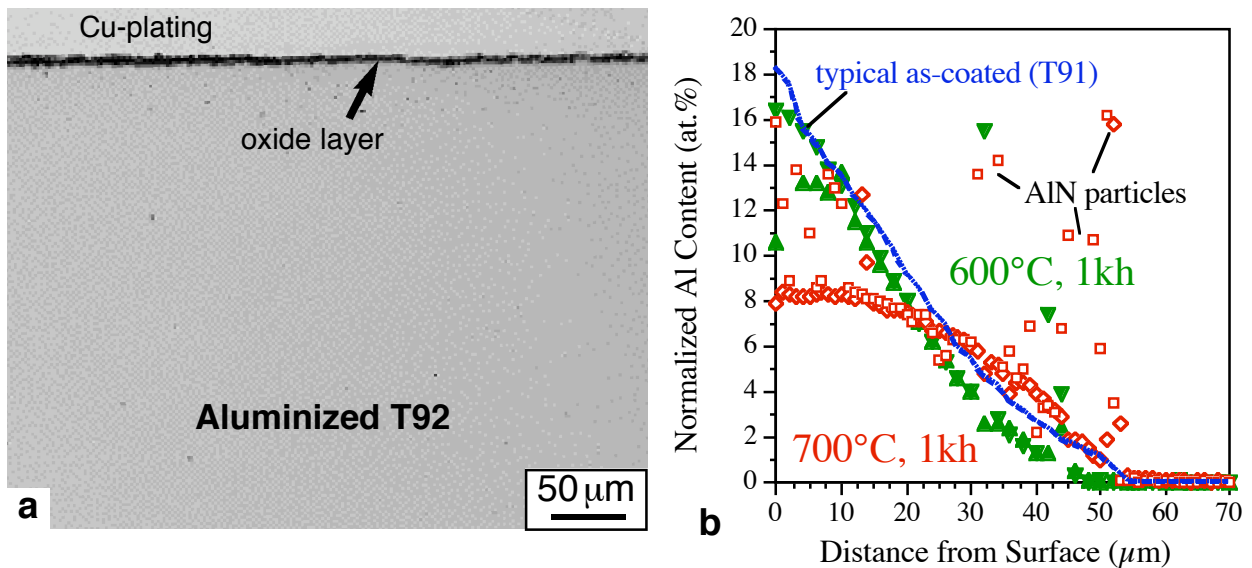 Cu-plating
oxide layer
Aluminized T92
50 μm
a
Normalized Al Content (at.%)
20
18
16
14
12
10
8
6
4
2
0
typical as-coated (T91)
AlN particles
600°C, 1kh
700°C, 1kh
0 10 20 30 40 50 60 70
Distance from Surface (μm)
b